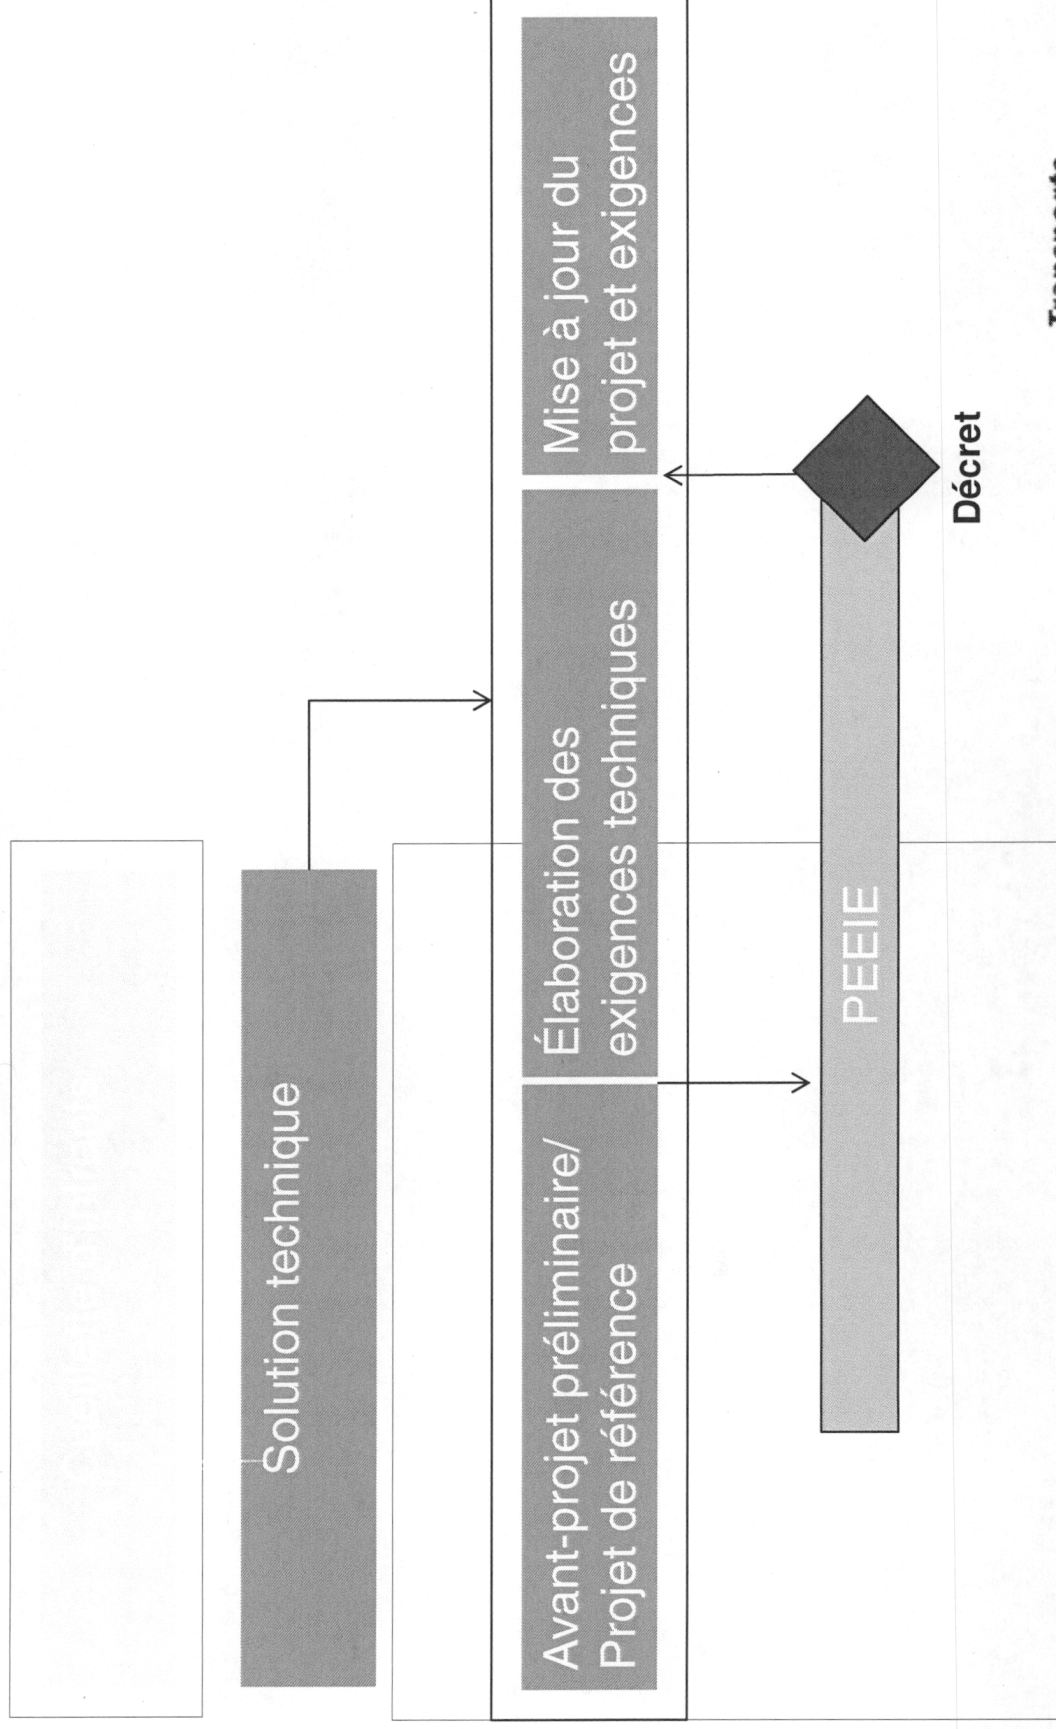 Solution technique
Avant-projet préliminaire/
Projet de référence
Élaboration des
exigences techniques
Mise à jour du
projet et exigences
PEEIE
Décret